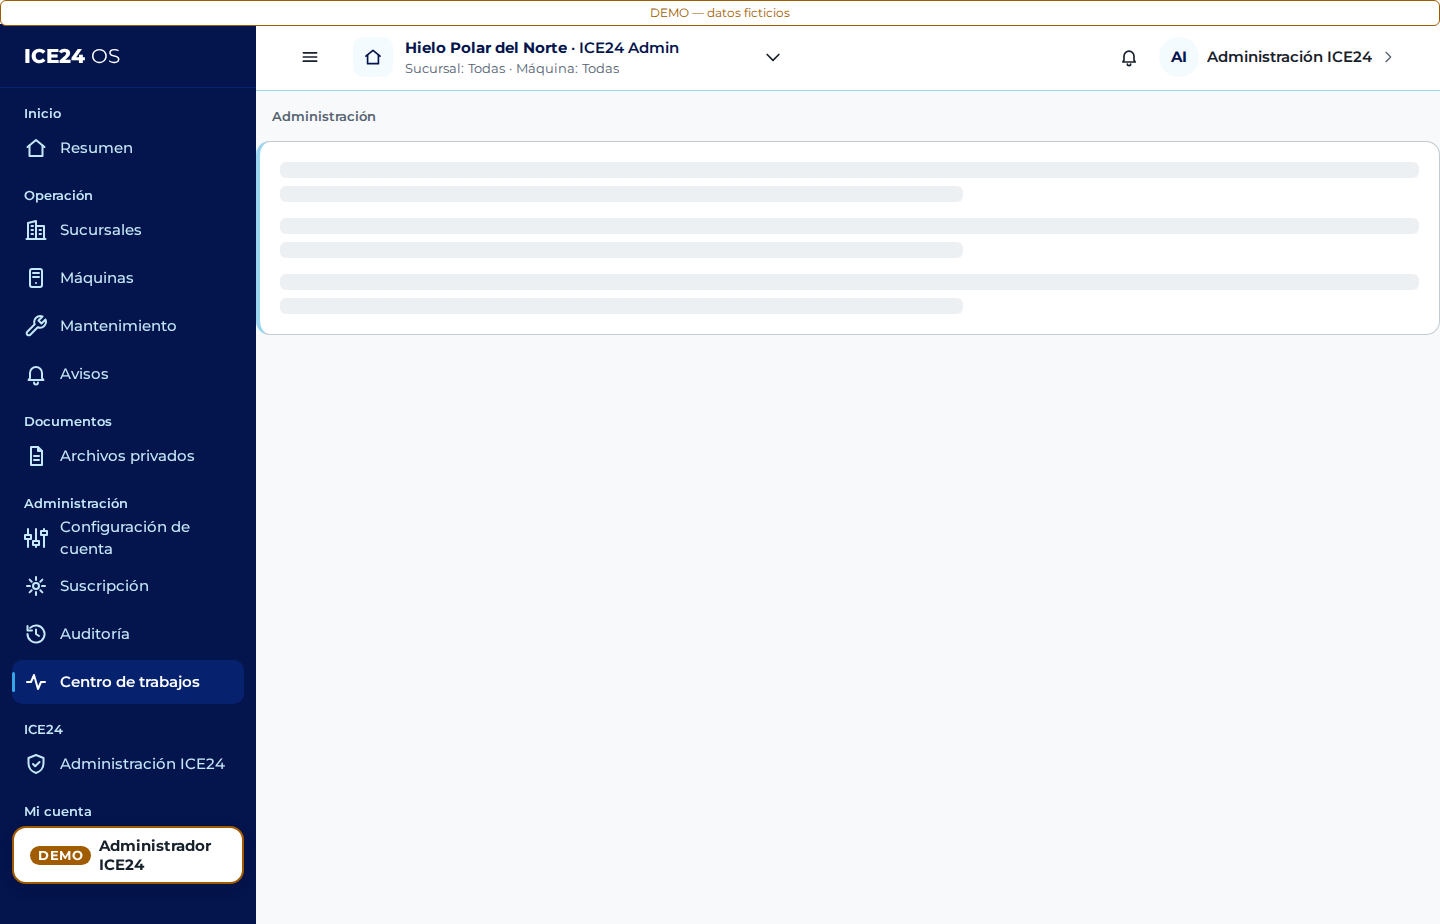 DEMO — datos ficticios
ICE24 OS
Inicio
Resumen
Operación
Sucursales
Máquinas
Mantenimiento
Avisos
Documentos
Archivos privados
Administración
Configuración de
cuenta
Suscripción
Auditoría
Centro de trabajos
ICE24
Administración ICE24
Mi cuenta
DEMO
Administrador
ICE24
Hielo Polar del Norte · ICE24 Admin
Sucursal: Todas · Máquina: Todas
AI
Administración ICE24
Administración